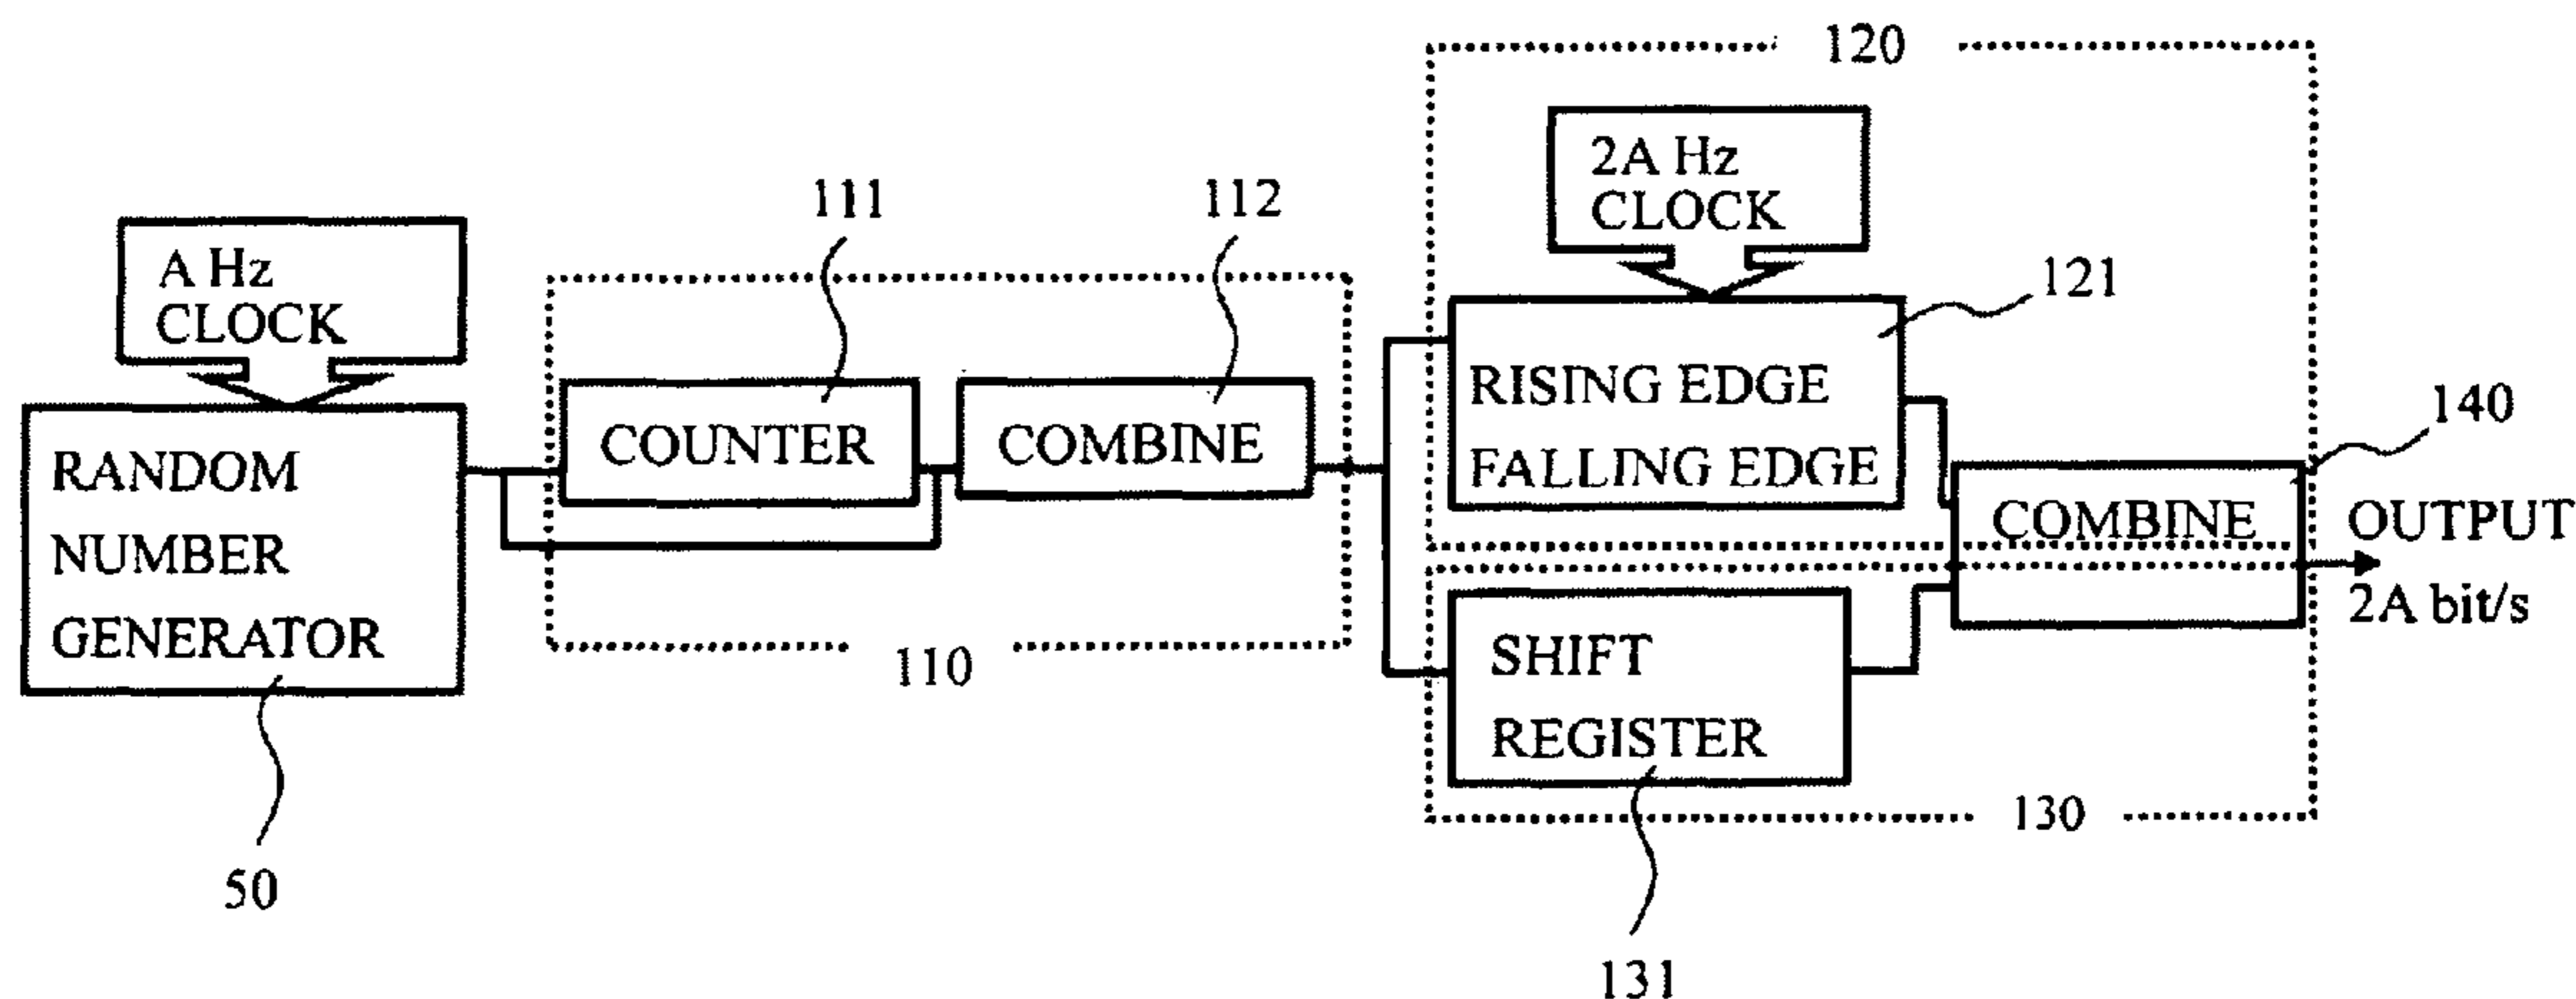 120
2A Hz
CLOCK
111
112
A Hz
CLOCK
121
RISING EDGE
FALLING EDGE
140
COUNTER
COMBINE
RANDOM
NUMBER
GENERATOR
COMBINE
OUTPUT
2A bit/s
110
SHIFT
REGISTER
130
50
131